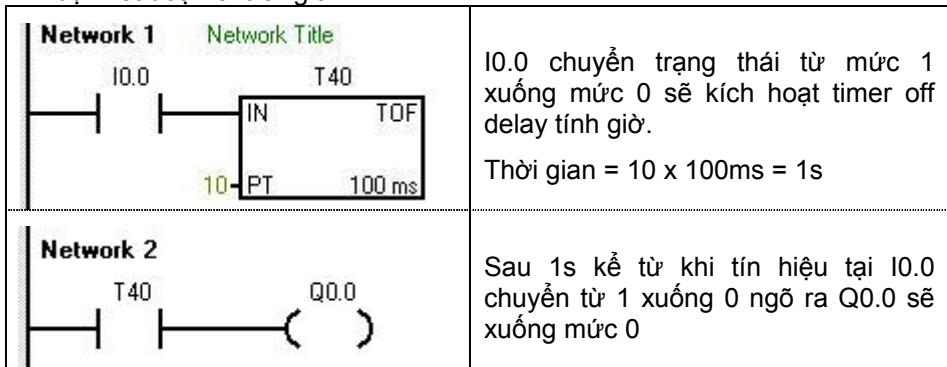 Network 1 Network Title
I0.0 T40
IN TOF
10 PT 100 ms
I0.0 chuyển trạng thái từ mức 1
xuống mức 0 sẽ kích hoạt timer off
delay tính giờ.
Thời gian = 10 x 100ms = 1s
Network 2
T40 Q0.0
Sau 1s kể từ khi tín hiệu tại I0.0
chuyển từ 1 xuống 0 ngõ ra Q0.0 sẽ
xuống mức 0